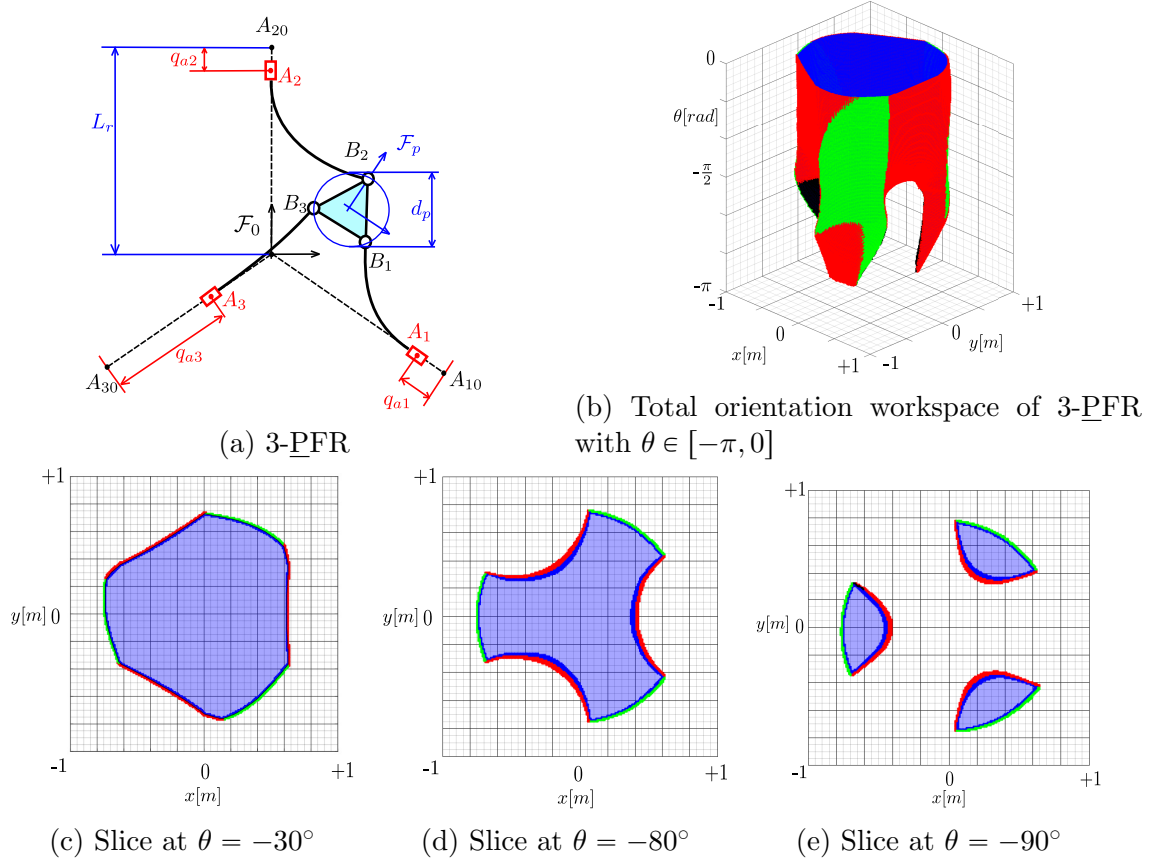 A₂₀
qₐ₂
A₂
Lᵣ
B₂
𝓕ₚ
B₃
dₚ
𝓕₀
B₁
A₃
A₁
qₐ₃
A₃₀
A₁₀
qₐ₁
(a) 3-PFR
0
θ[rad]
-π/2
-π
-1
0
+1
x[m]
-1
0
+1
y[m]
(b) Total orientation workspace of 3-PFR
with θ ∈ [−π, 0]
+1
y[m] 0
-1
0
+1
x[m]
(c) Slice at θ = −30°
+1
y[m] 0
-1
0
+1
x[m]
(d) Slice at θ = −80°
+1
y[m] 0
-1
0
+1
x[m]
(e) Slice at θ = −90°